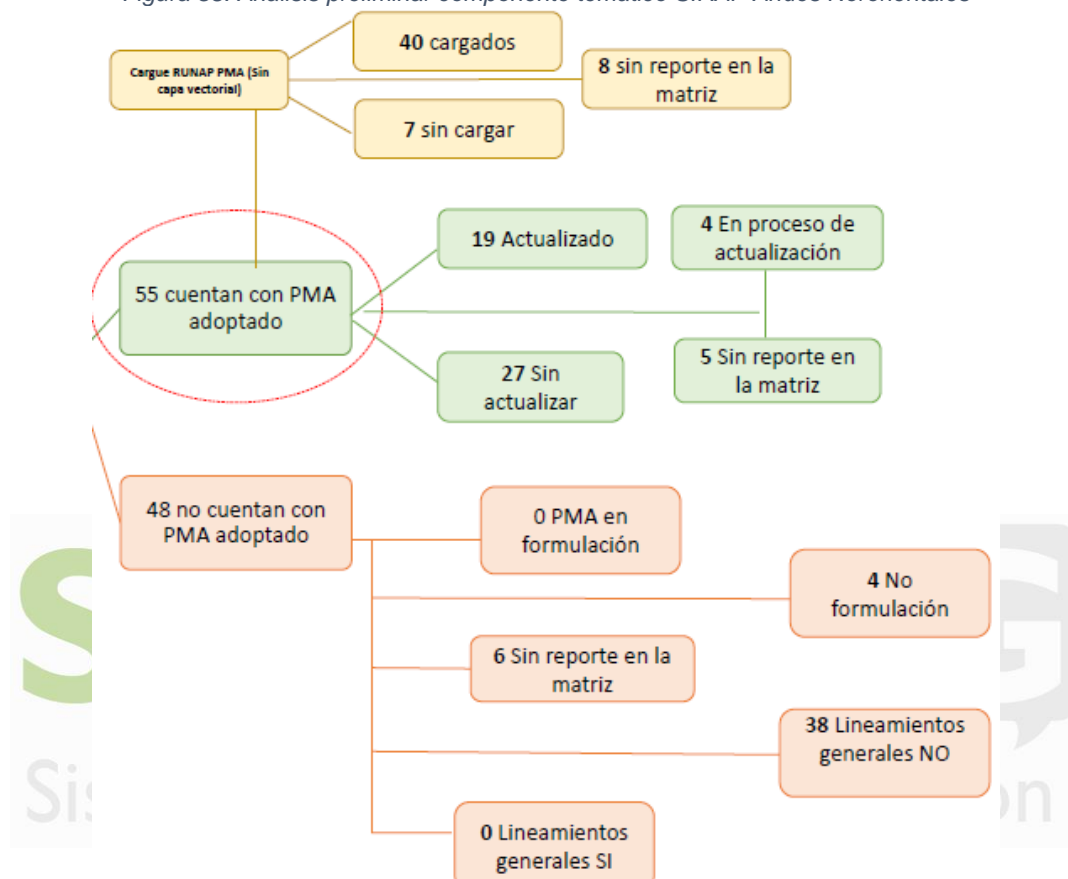 40 cargados
Cargue RUNAP PMA (Sin
capa vectorial)
8 sin reporte en la
matriz
7 sin cargar
19 Actualizado
4 En proceso de
actualización
55 cuentan con PMA
adoptado
27 Sin
actualizar
5 Sin reporte en
la matriz
48 no cuentan con
PMA adoptado
0 PMA en
formulación
4 No
formulación
6 Sin reporte en la
matriz
38 Lineamientos
generales NO
0 Lineamientos
generales SI